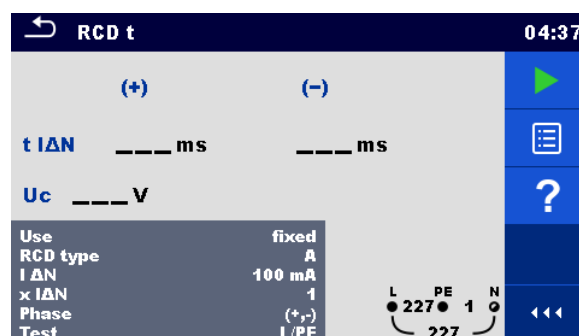 RCD t 04:37
(+) (-)
t IΔN ___ms ___ms
Uc ___V
?
Use fixed
RCD type A
I ΔN 100 mA
x IΔN 1
Phase (+,-)
Test L/PE
L PE N
227 1
227